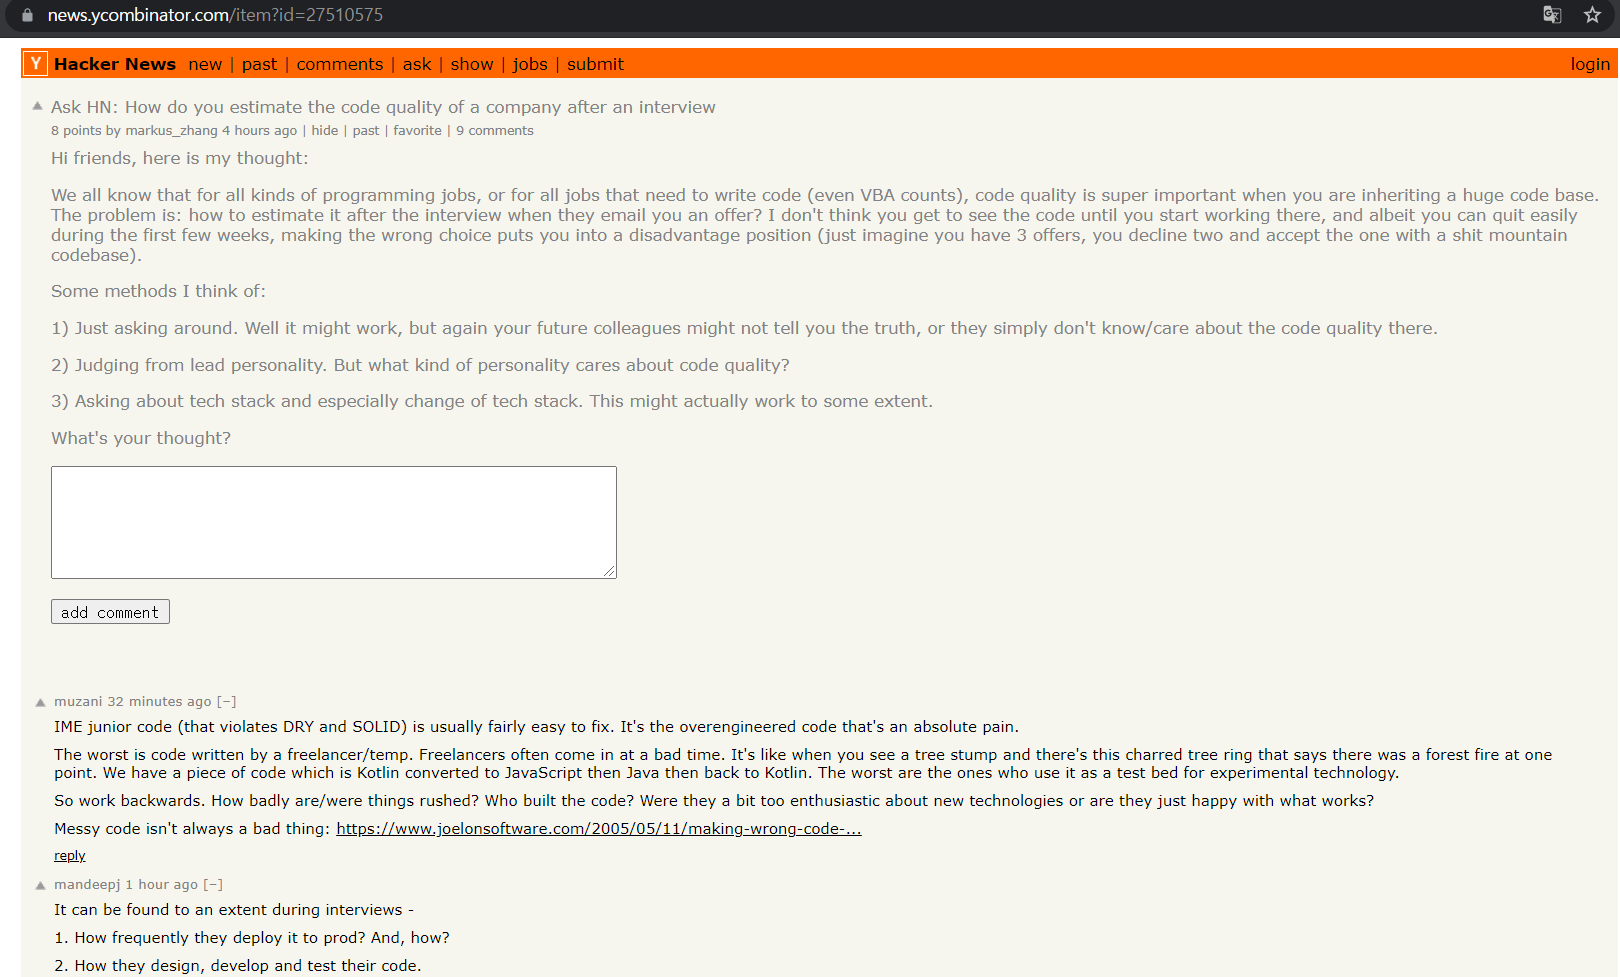 news.ycombinator.com/item?id=27510575
Y Hacker News new | past | comments | ask | show | jobs | submit login
Ask HN: How do you estimate the code quality of a company after an interview
8 points by markus_zhang 4 hours ago | hide | past | favorite | 9 comments
Hi friends, here is my thought:
We all know that for all kinds of programming jobs, or for all jobs that need to write code (even VBA counts), code quality is super important when you are inheriting a huge code base.
The problem is: how to estimate it after the interview when they email you an offer? I don't think you get to see the code until you start working there, and albeit you can quit easily
during the first few weeks, making the wrong choice puts you into a disadvantage position (just imagine you have 3 offers, you decline two and accept the one with a shit mountain
codebase).
Some methods I think of:
1) Just asking around. Well it might work, but again your future colleagues might not tell you the truth, or they simply don't know/care about the code quality there.
2) Judging from lead personality. But what kind of personality cares about code quality?
3) Asking about tech stack and especially change of tech stack. This might actually work to some extent.
What's your thought?
add comment
muzani 32 minutes ago [–]
IME junior code (that violates DRY and SOLID) is usually fairly easy to fix. It's the overengineered code that's an absolute pain.
The worst is code written by a freelancer/temp. Freelancers often come in at a bad time. It's like when you see a tree stump and there's this charred tree ring that says there was a forest fire at one
point. We have a piece of code which is Kotlin converted to JavaScript then Java then back to Kotlin. The worst are the ones who use it as a test bed for experimental technology.
So work backwards. How badly are/were things rushed? Who built the code? Were they a bit too enthusiastic about new technologies or are they just happy with what works?
Messy code isn't always a bad thing: https://www.joelonsoftware.com/2005/05/11/making-wrong-code-...
reply
mandeepj 1 hour ago [–]
It can be found to an extent during interviews -
1. How frequently they deploy it to prod? And, how?
2. How they design, develop and test their code.